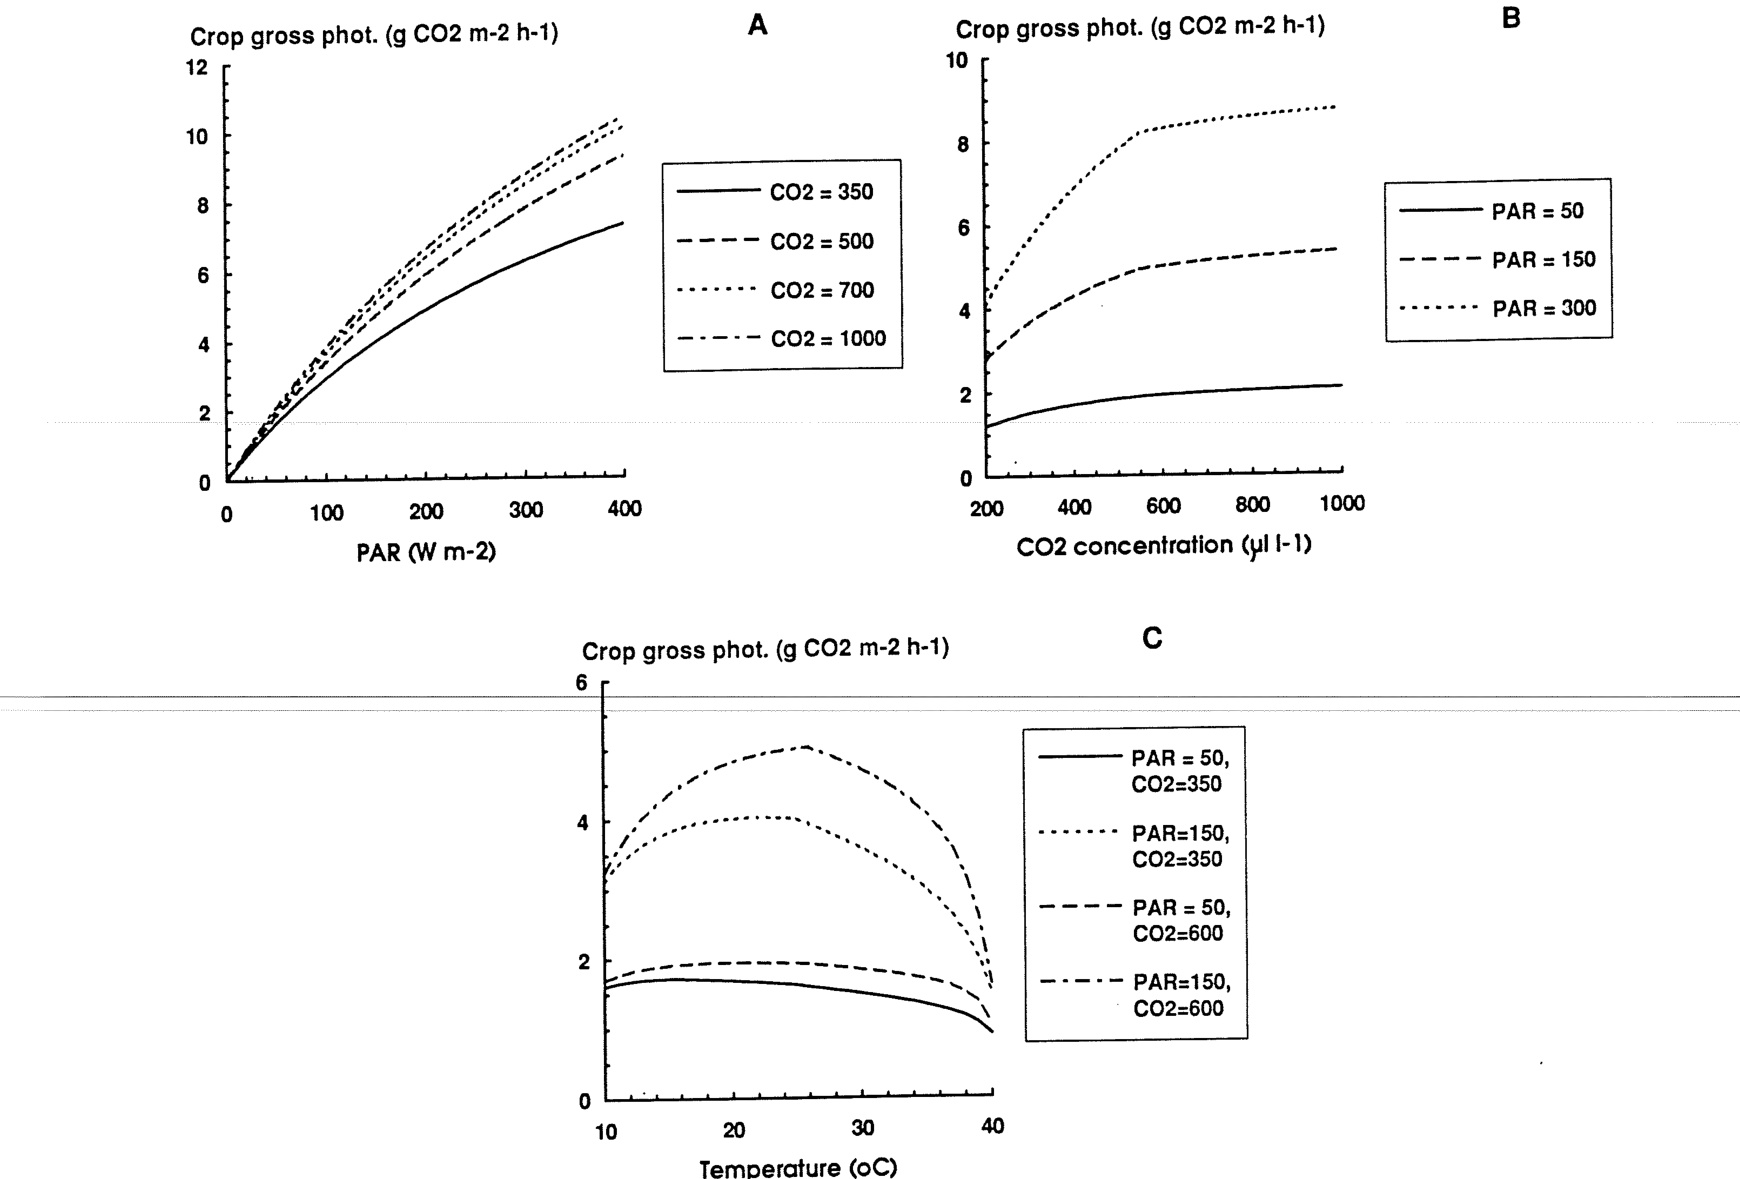 A
Crop gross phot. (g CO2 m-2 h-1)
12
10
8
6
4
2
0
0 100 200 300 400
PAR (W m-2)
CO2 = 350
CO2 = 500
CO2 = 700
CO2 = 1000
B
Crop gross phot. (g CO2 m-2 h-1)
10
8
6
4
2
0
200 400 600 800 1000
CO2 concentration (µl l-1)
PAR = 50
PAR = 150
PAR = 300
C
Crop gross phot. (g CO2 m-2 h-1)
6
4
2
0
10 20 30 40
Temperature (oC)
PAR = 50,
CO2=350
PAR=150,
CO2=350
PAR = 50,
CO2=600
PAR=150,
CO2=600